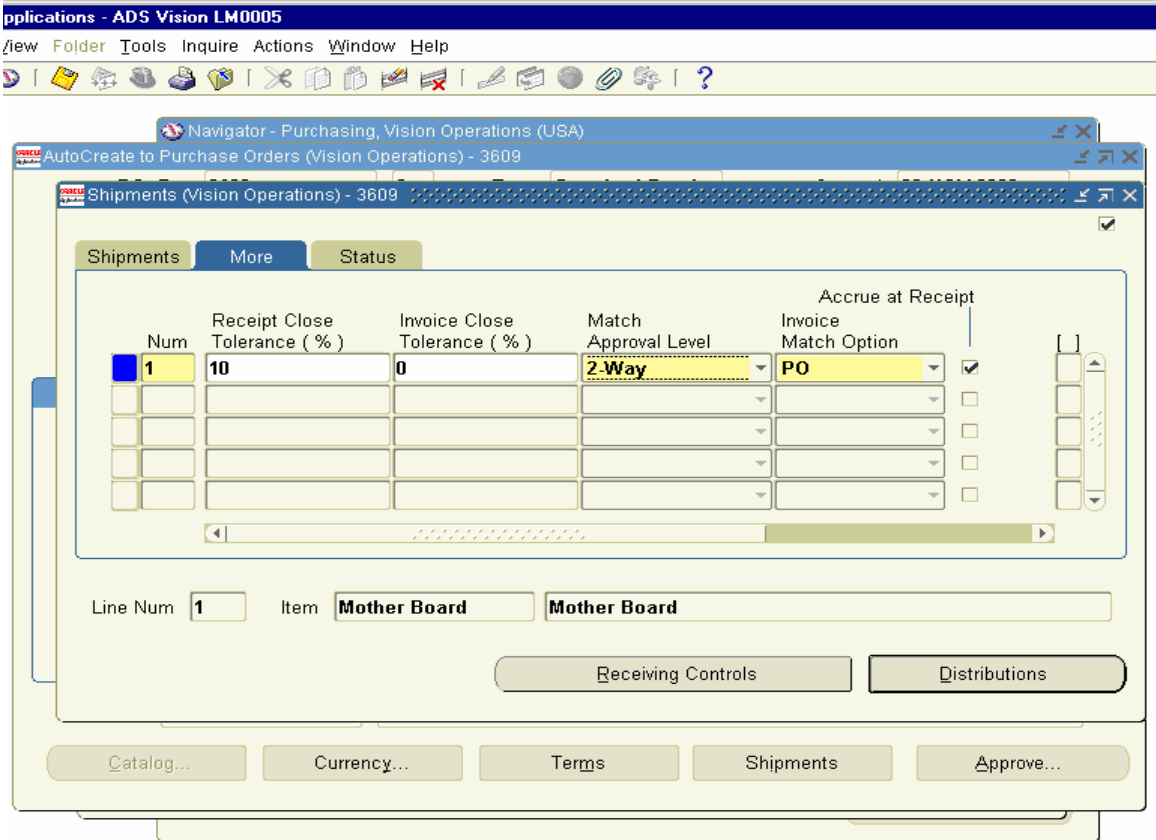 pplications - ADS Vision LM0005
View Folder Tools Inquire Actions Window Help
Navigator - Purchasing, Vision Operations (USA)
AutoCreate to Purchase Orders (Vision Operations) - 3609
Shipments (Vision Operations) - 3609
Shipments More Status
Accrue at Receipt
Receipt Close Invoice Close Match Invoice
Num Tolerance ( % ) Tolerance ( % ) Approval Level Match Option [ ]
1 10 0 2-Way PO
Line Num 1 Item Mother Board Mother Board
Receiving Controls Distributions
Catalog... Currency... Terms Shipments Approve...